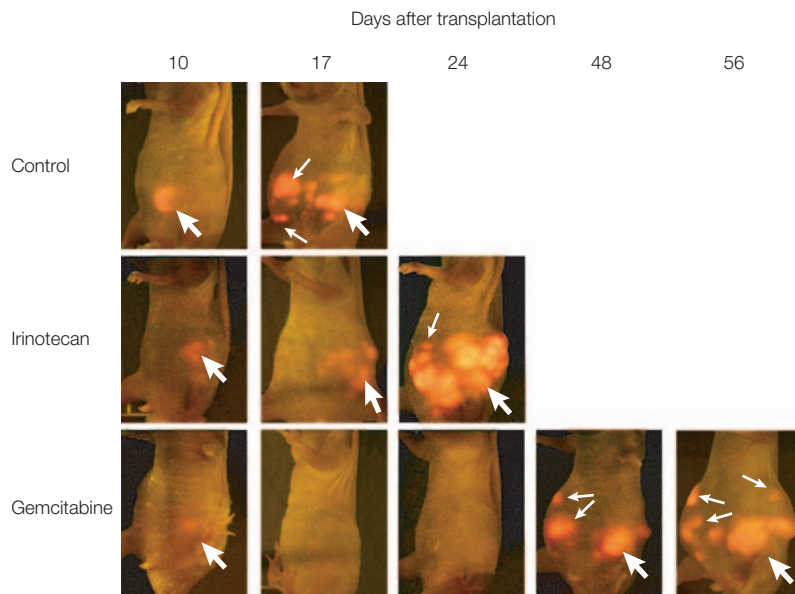 Days after transplantation
10 17 24 48 56
Control
Irinotecan
Gemcitabine